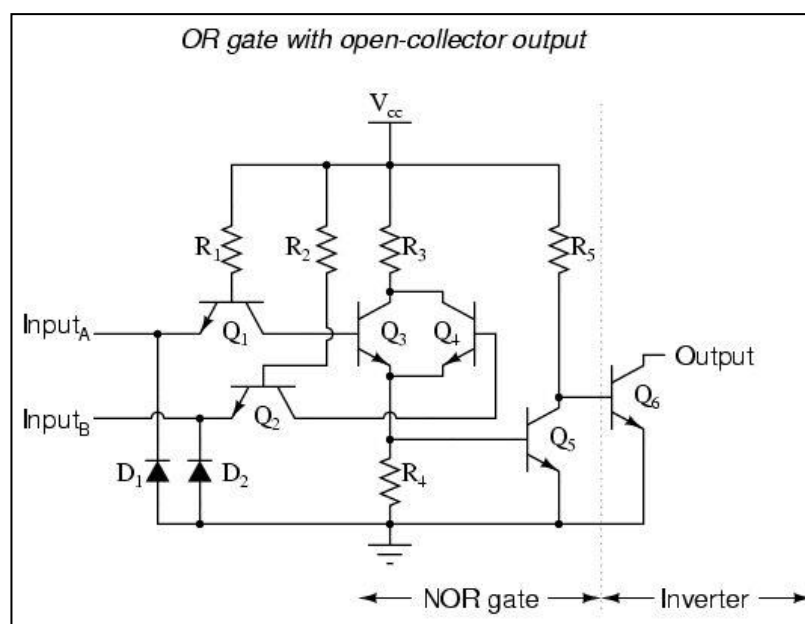 OR gate with open-collector output
Vcc
R1
R2
R3
R5
InputA
Q1
Q3
Q4
Output
InputB
Q2
Q6
Q5
D1
D2
R4
NOR gate
Inverter